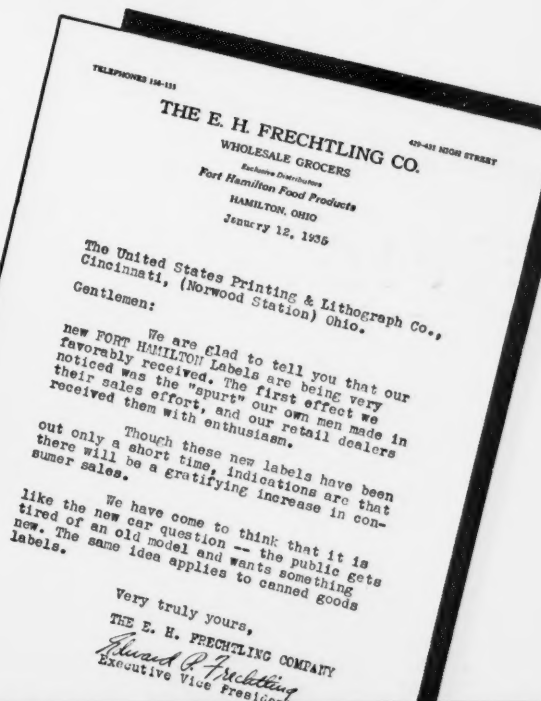 TELEPHONES 116-115
429-431 HIGH STREET
THE E. H. FRECHTLING CO.
WHOLESALE GROCERS
Exclusive Distributors
Fort Hamilton Food Products
HAMILTON, OHIO
January 12, 1935
The United States Printing & Lithograph Co.,
Cincinnati, (Norwood Station) Ohio.
Gentlemen:
We are glad to tell you that our
new FORT HAMILTON Labels are being very
favorably received. The first effect we
noticed was the "spurt" our own men made in
their sales effort, and our retail dealers
received them with enthusiasm.
Though these new labels have been
out only a short time, indications are that
there will be a gratifying increase in con-
sumer sales.
We have come to think that it is
like the new car question -- the public gets
tired of an old model and wants something
new. The same idea applies to canned goods
labels.
Very truly yours,
THE E. H. FRECHTLING COMPANY
Edward P. Frechtling
Executive Vice President